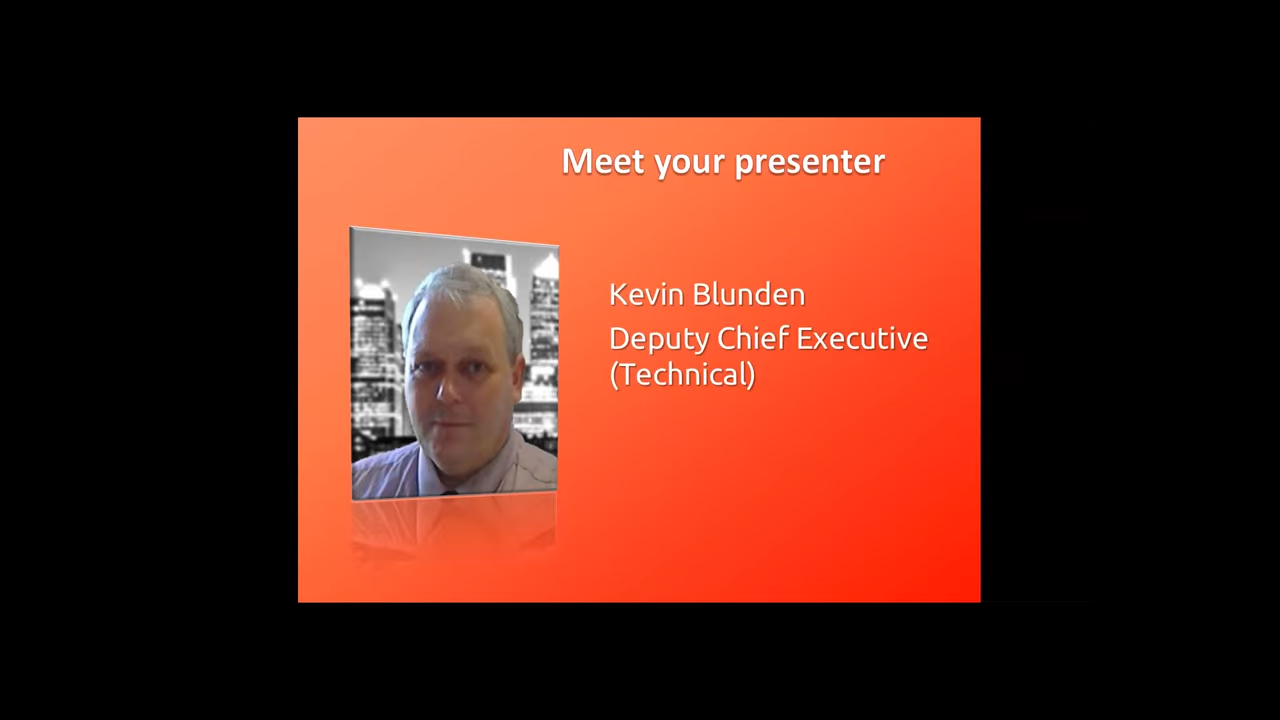 Meet your presenter
Kevin Blunden
Deputy Chief Executive
(Technical)